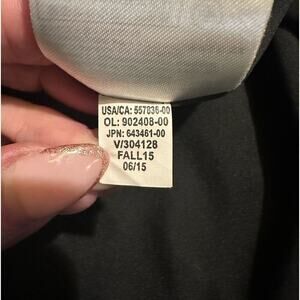 USA/CA: 557836-00
OL: 902408-00
JPN: 643461-00
V/304128
FALL15
06/15